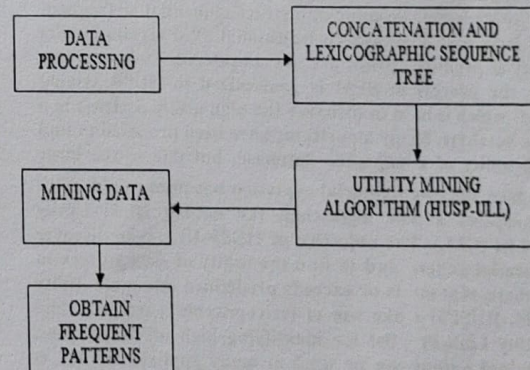 DATA
PROCESSING
CONCATENATION AND
LEXICOGRAPHIC SEQUENCE
TREE
UTILITY MINING
ALGORITHM (HUSP-ULL)
MINING DATA
OBTAIN
FREQUENT
PATTERNS